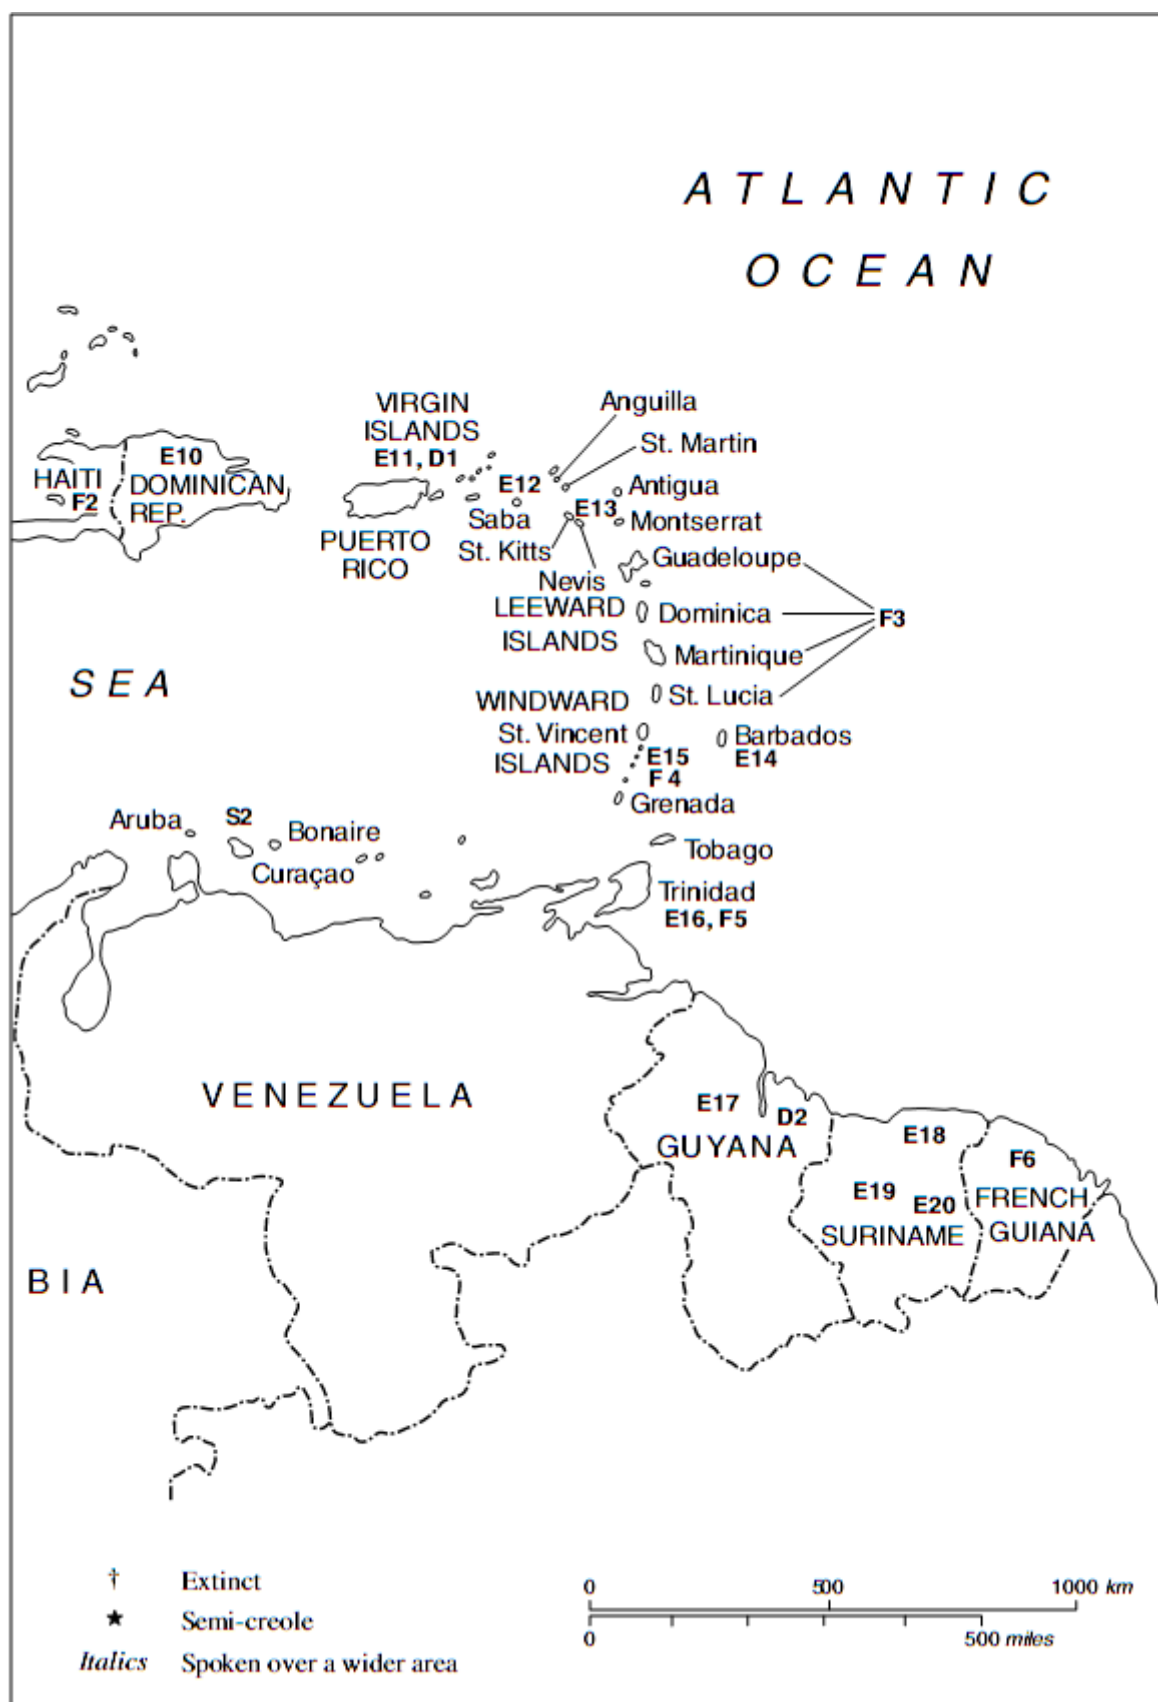 ATLANTIC
OCEAN
VIRGIN
ISLANDS
E11, D1
Anguilla
St. Martin
E10
HAITI
F2
DOMINICAN
REP.
E12
Saba
E13
Antigua
Montserrat
PUERTO
RICO
St. Kitts
Nevis
Guadeloupe
LEEWARD
ISLANDS
Dominica
F3
Martinique
SEA
WINDWARD
ISLANDS
St. Lucia
St. Vincent
E15
F4
Barbados
E14
Grenada
Aruba
S2
Bonaire
Curaçao
Tobago
Trinidad
E16, F5
VENEZUELA
E17
D2
GUYANA
E18
E19
E20
SURINAME
F6
FRENCH
GUIANA
BIA
† Extinct
★ Semi-creole
Italics Spoken over a wider area
0 500 1000 km
0 500 miles